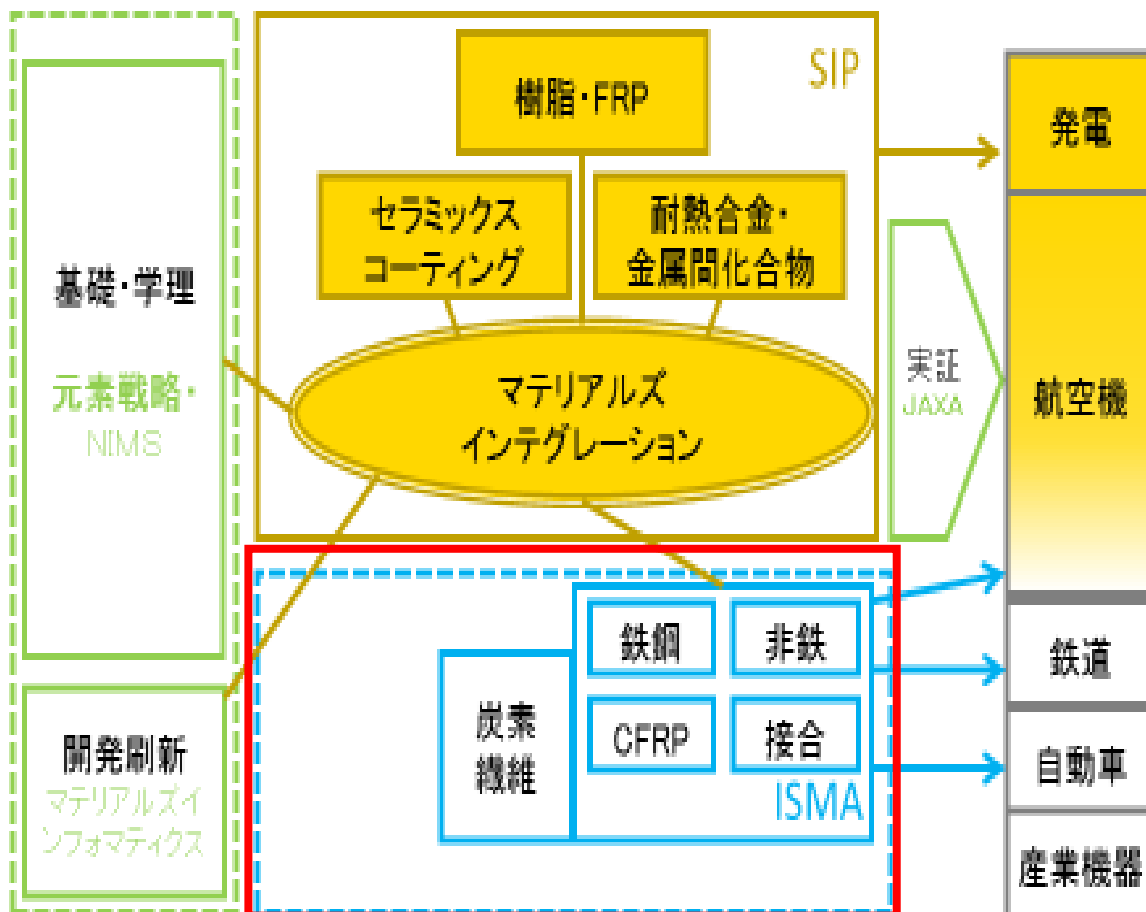 基礎・学理
元素戦略・
NIMS
開発刷新
マテリアルズイ
ンフォマティクス
SIP
樹脂・FRP
セラミックス
コーティング
耐熱合金・
金属間化合物
マテリアルズ
インテグレーション
実証
JAXA
炭素
繊維
鉄鋼
非鉄
CFRP
接合
ISMA
発電
航空機
鉄道
自動車
産業機器